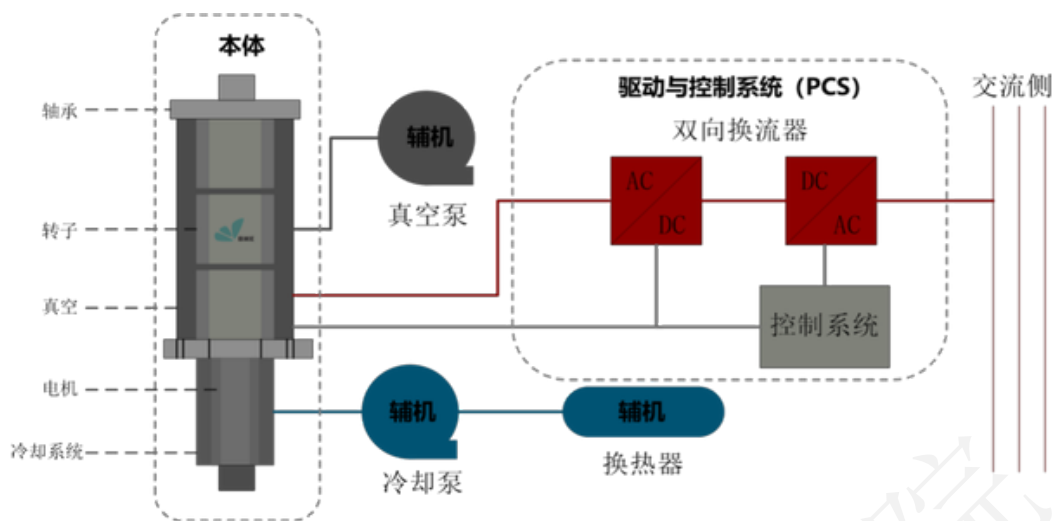 本体
驱动与控制系统（PCS）
交流侧
双向换流器
轴承
辅机
真空泵
AC
DC
DC
AC
转子
真空
控制系统
电机
辅机
辅机
冷却系统
冷却泵
换热器